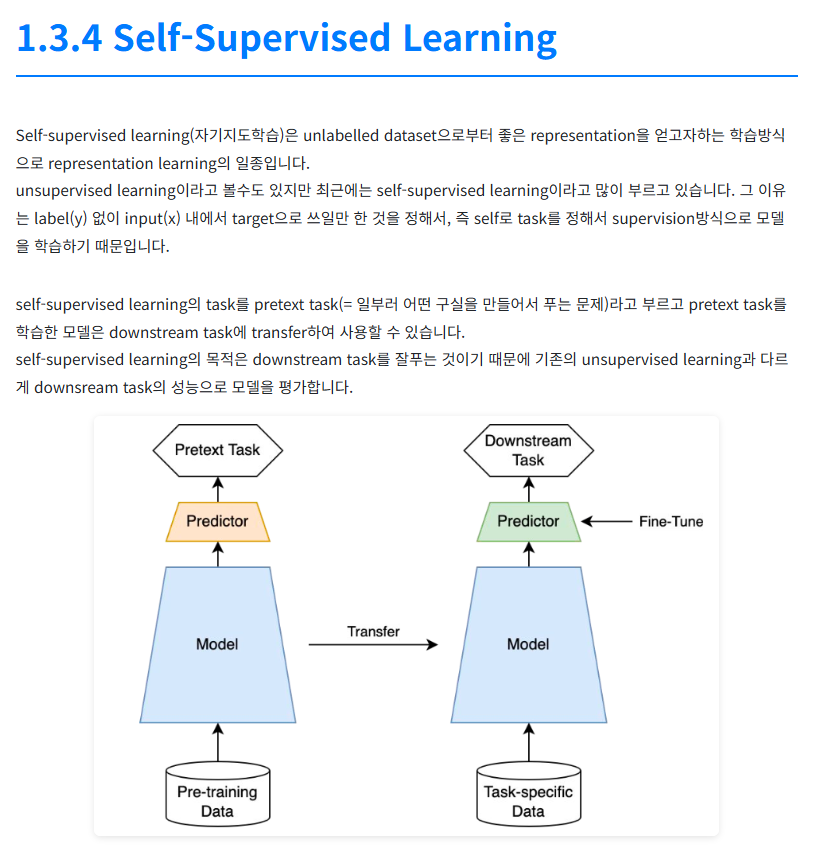 1.3.4 Self-Supervised Learning
Self-supervised learning(자기지도학습)은 unlabelled dataset으로부터 좋은 representation을 얻고자하는 학습방식
으로 representation learning의 일종입니다.
unsupervised learning이라고 볼수도 있지만 최근에는 self-supervised learning이라고 많이 부르고 있습니다. 그 이유
는 label(y) 없이 input(x) 내에서 target으로 쓰일만 한 것을 정해서, 즉 self로 task를 정해서 supervision방식으로 모델
을 학습하기 때문입니다.
self-supervised learning의 task를 pretext task(= 일부러 어떤 구실을 만들어서 푸는 문제)라고 부르고 pretext task를
학습한 모델은 downstream task에 transfer하여 사용할 수 있습니다.
self-supervised learning의 목적은 downstream task를 잘푸는 것이기 때문에 기존의 unsupervised learning과 다르
게 downsream task의 성능으로 모델을 평가합니다.
Pretext Task
Predictor
Model
Pre-training
Data
Transfer
Downstream
Task
Predictor
Fine-Tune
Model
Task-specific
Data